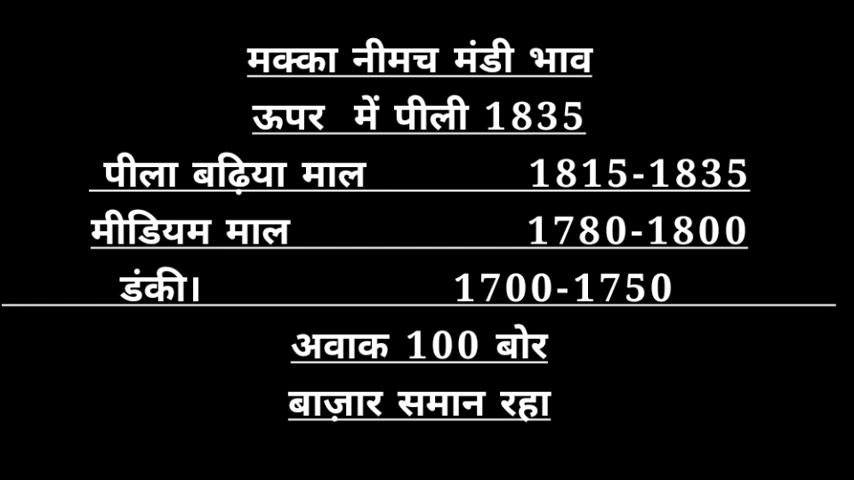 मक्का नीमच मंडी भाव
ऊपर में पीली 1835
पीला बढ़िया माल 1815-1835
मीडियम माल 1780-1800
डंकी। 1700-1750
अवाक 100 बोर
बाज़ार समान रहा